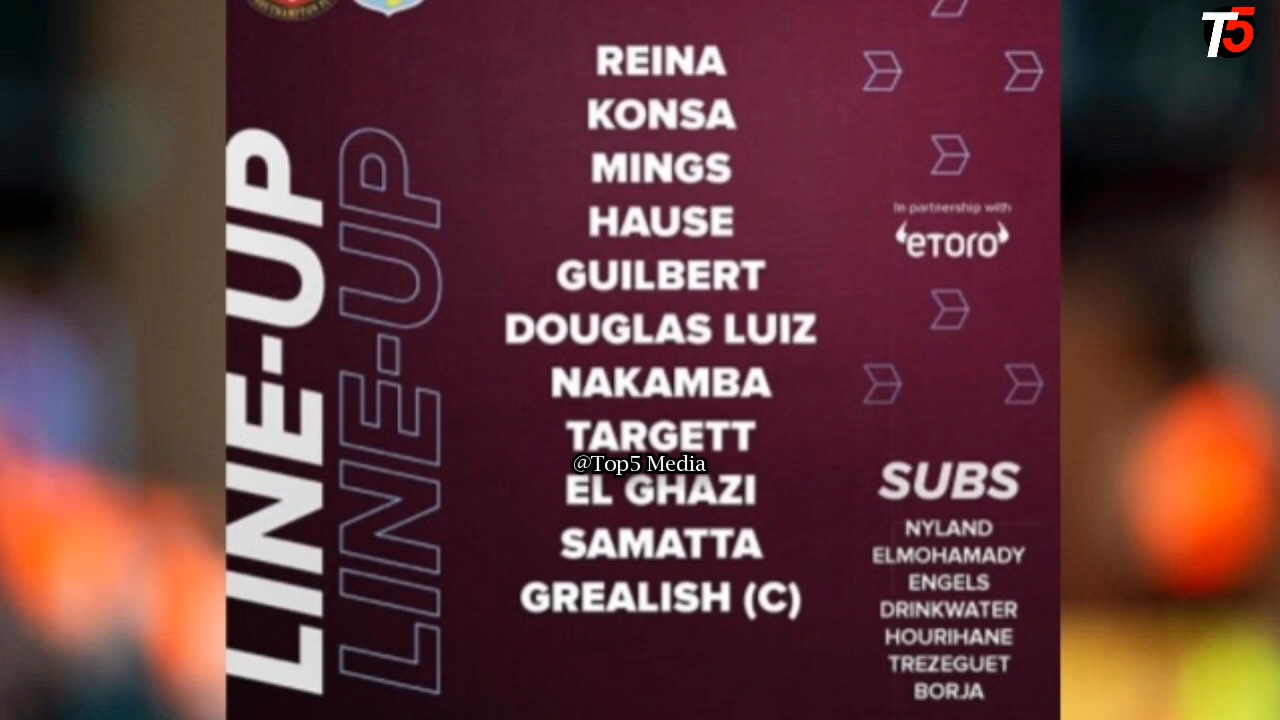 T5
LINE-UP
LINE-UP
REINA
KONSA
MINGS
HAUSE
GUILBERT
DOUGLAS LUIZ
NAKAMBA
TARGETT
@Top5 Media
EL GHAZI
SAMATTA
GREALISH (C)
In partnership with
eTORO
SUBS
NYLAND
ELMOHAMADY
ENGELS
DRINKWATER
HOURIHANE
TREZEGUET
BORJA